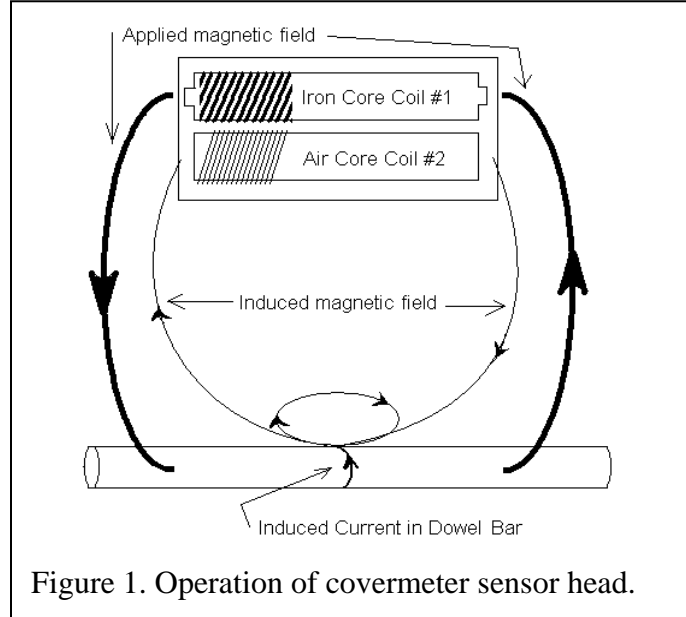 Applied magnetic field
Iron Core Coil #1
Air Core Coil #2
Induced magnetic field
Induced Current in Dowel Bar
Figure 1. Operation of covermeter sensor head.